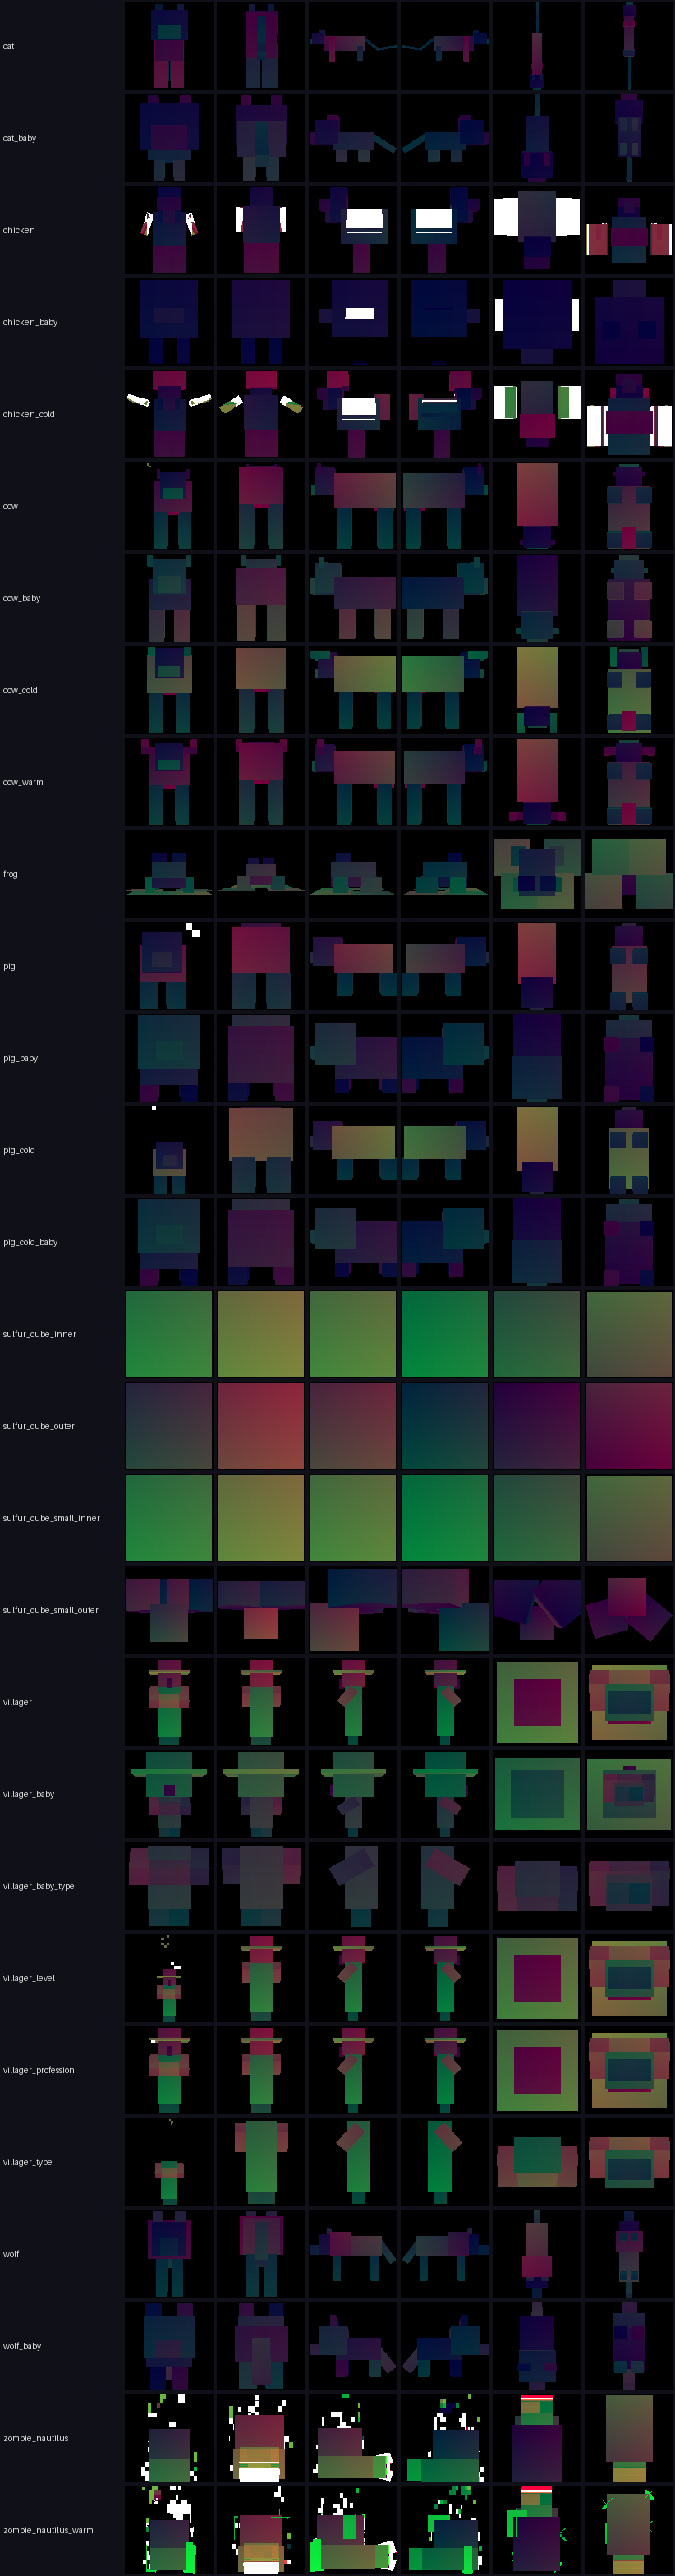 cat
cat_baby
chicken
chicken_baby
chicken_cold
cow
cow_baby
cow_cold
cow_warm
frog
pig
pig_baby
pig_cold
pig_cold_baby
sulfur_cube_inner
sulfur_cube_outer
sulfur_cube_small_inner
sulfur_cube_small_outer
villager
villager_baby
villager_baby_type
villager_level
villager_profession
villager_type
wolf
wolf_baby
zombie_nautilus
zombie_nautilus_warm